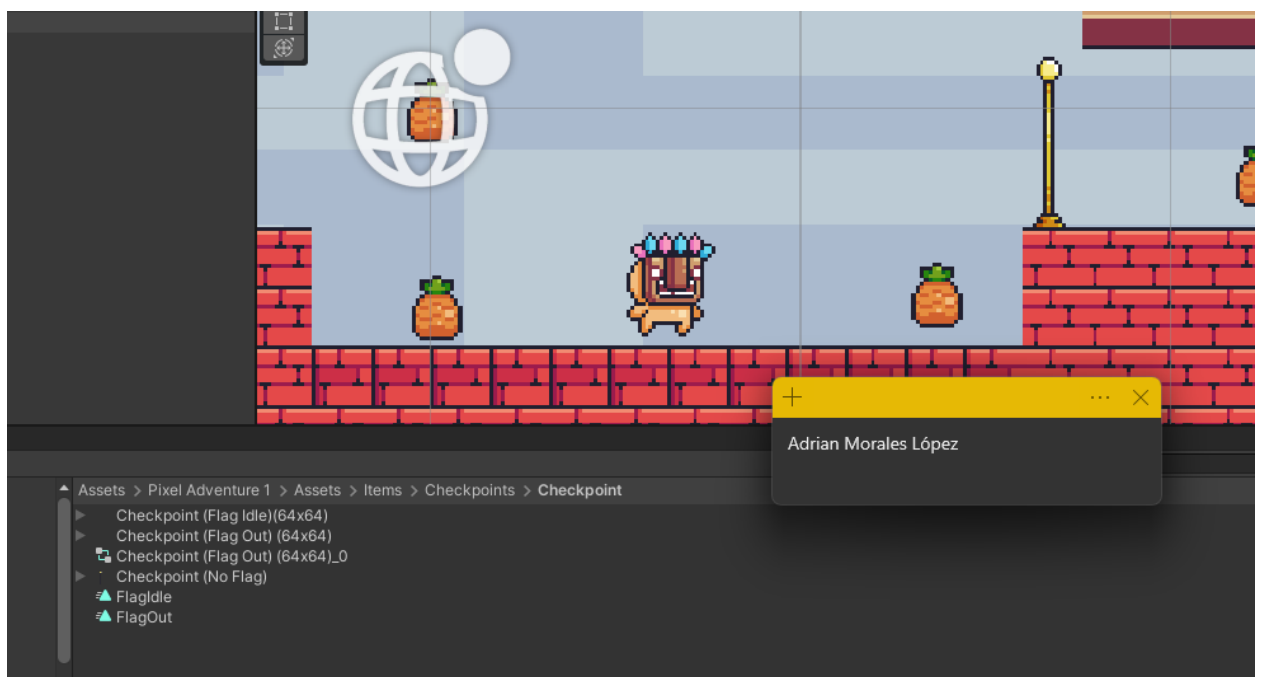 Adrian Morales López
Assets > Pixel Adventure 1 > Assets > Items > Checkpoints > Checkpoint
Checkpoint (Flag Idle)(64x64)
Checkpoint (Flag Out) (64x64)
Checkpoint (Flag Out) (64x64)_0
Checkpoint (No Flag)
FlagIdle
FlagOut